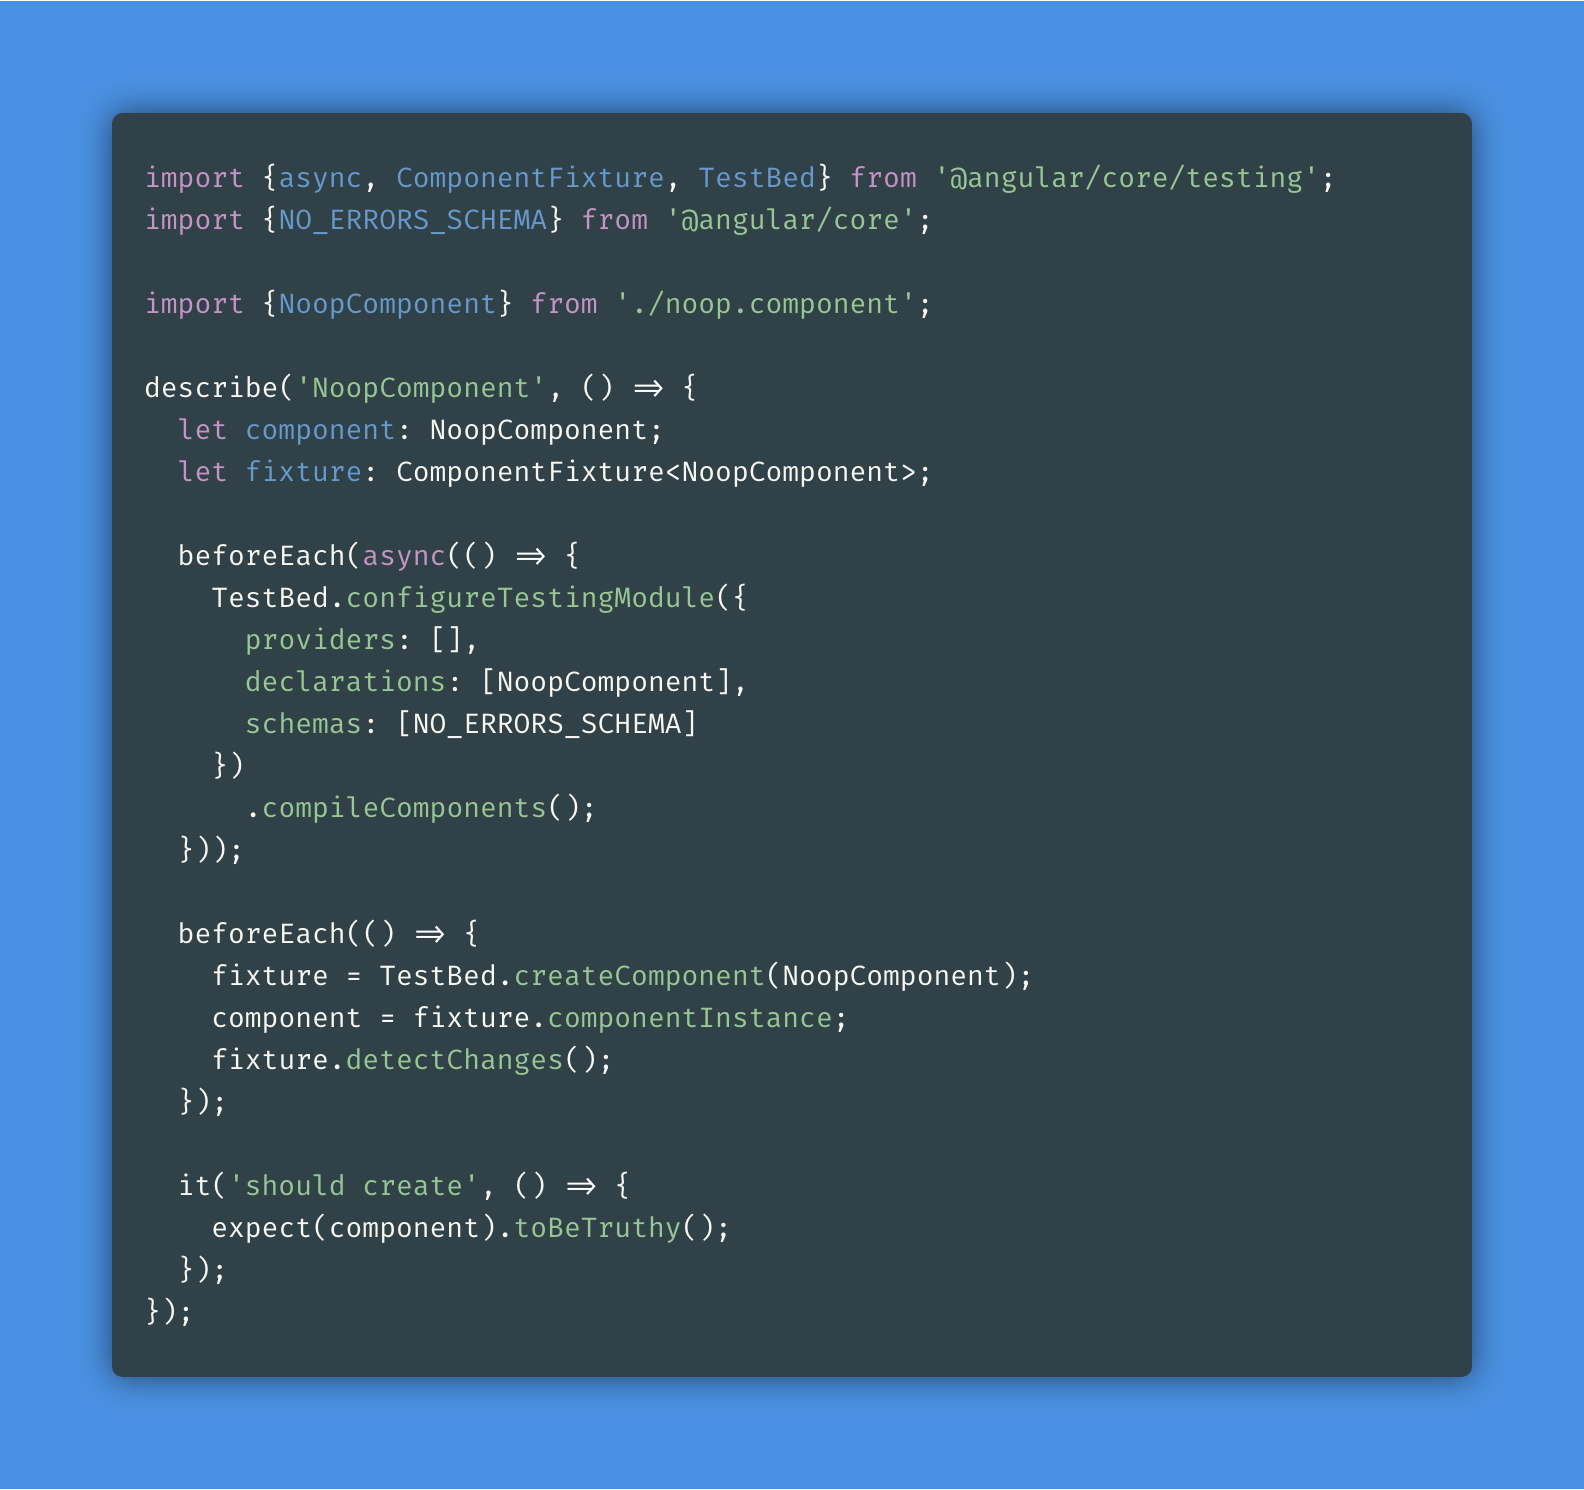 import {async, ComponentFixture, TestBed} from '@angular/core/testing';
import {NO_ERRORS_SCHEMA} from '@angular/core';

import {NoopComponent} from './noop.component';

describe('NoopComponent', () => {
  let component: NoopComponent;
  let fixture: ComponentFixture<NoopComponent>;

  beforeEach(async(() => {
    TestBed.configureTestingModule({
      providers: [],
      declarations: [NoopComponent],
      schemas: [NO_ERRORS_SCHEMA]
    })
      .compileComponents();
  }));

  beforeEach(() => {
    fixture = TestBed.createComponent(NoopComponent);
    component = fixture.componentInstance;
    fixture.detectChanges();
  });

  it('should create', () => {
    expect(component).toBeTruthy();
  });
});